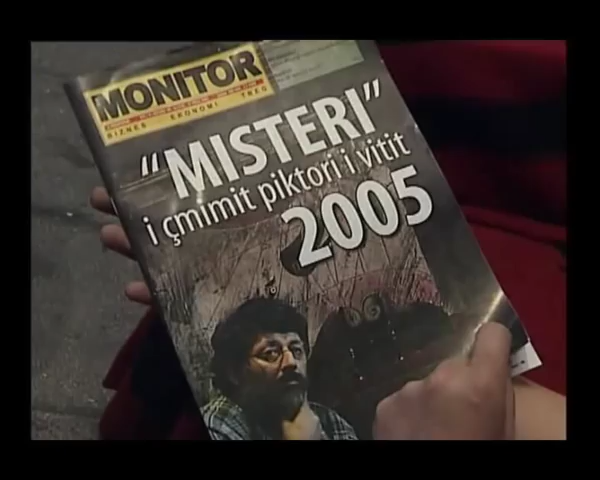 MONITOR
BIZNES EKONOMI TREG
"MISTERI"
i çmimit piktori i vitit
2005